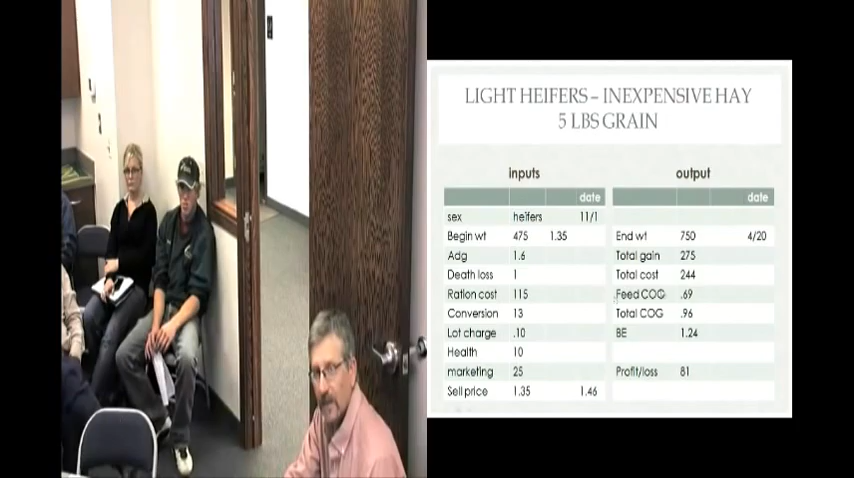 LIGHT HEIFERS – INEXPENSIVE HAY
5 LBS GRAIN
inputs output
date date
sex heifers 11/1
Begin wt 475 1.35 End wt 750 4/20
Adg 1.6 Total gain 275
Death loss 1 Total cost 244
Ration cost 115 Feed COG .69
Conversion 13 Total COG .96
Lot charge .10 BE 1.24
Health 10
marketing 25 Profit/loss 81
Sell price 1.35 1.46